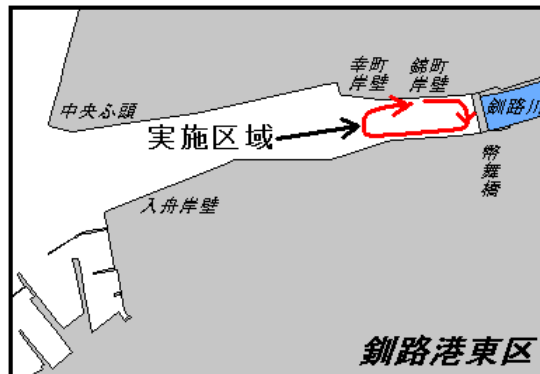 幸町
岸壁
錦町
岸壁
釧路川
中央ふ頭
実施区域
幣舞橋
入舟岸壁
釧路港東区